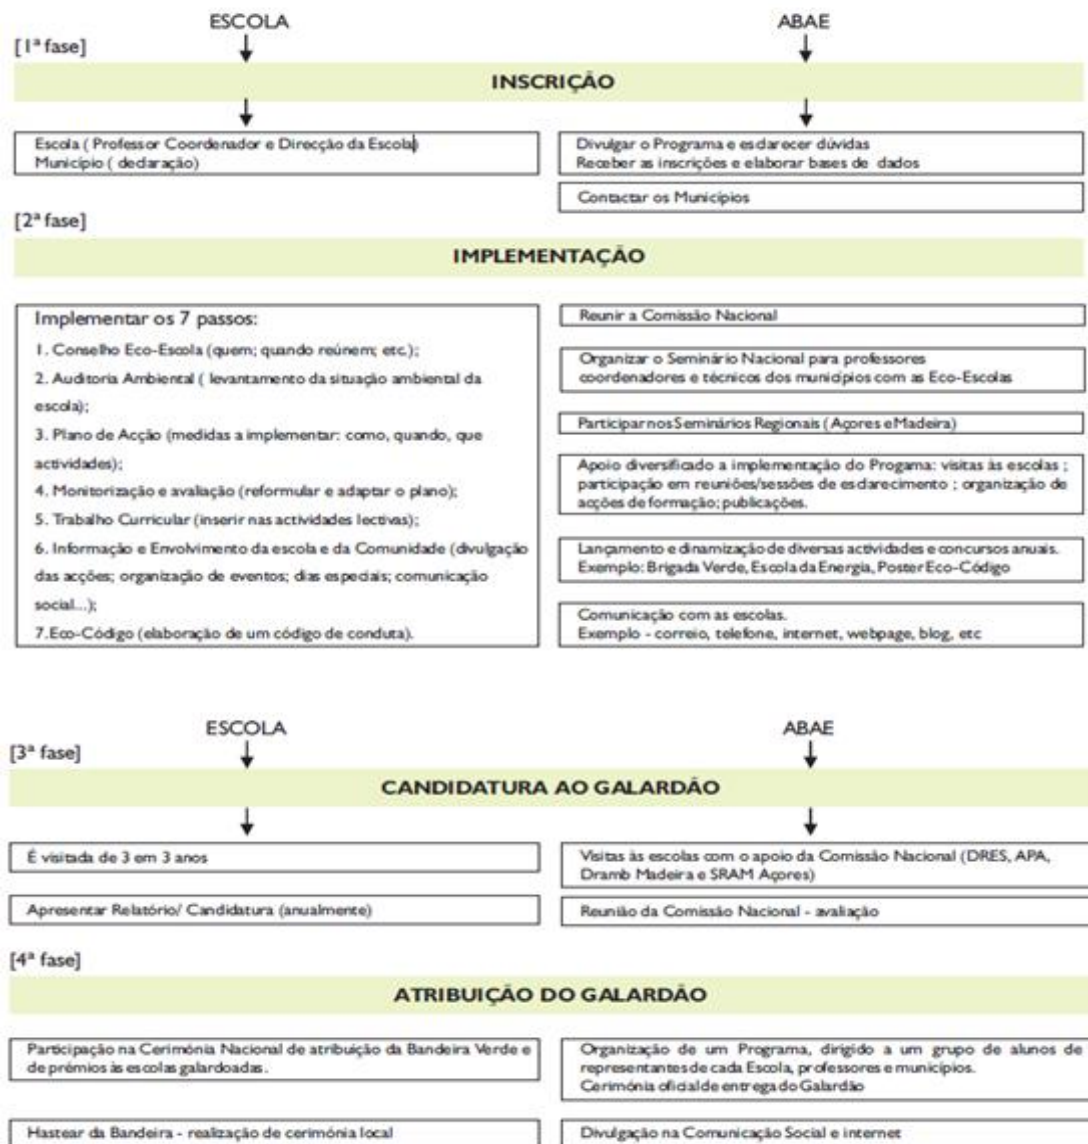 ESCOLA
ABAE
[1ª fase]
INSCRIÇÃO
Escola ( Professor Coordenador e Direcção da Escola)
Município ( declaração)
Divulgar o Programa e esclarecer dúvidas
Receber as inscrições e elaborar bases de dados
Contactar os Municípios
[2ª fase]
IMPLEMENTAÇÃO
Implementar os 7 passos:
1. Conselho Eco-Escola (quem; quando reúnem; etc.);
2. Auditoria Ambiental ( levantamento da situação ambiental da
escola);
3. Plano de Acção (medidas a implementar: como, quando, que
actividades);
4. Monitorização e avaliação (reformular e adaptar o plano);
5. Trabalho Curricular (inserir nas actividades lectivas);
6. Informação e Envolvimento da escola e da Comunidade (divulgação
das acções; organização de eventos; dias especiais; comunicação
social...);
7.Eco-Código (elaboração de um código de conduta).
Reunir a Comissão Nacional
Organizar o Seminário Nacional para professores
coordenadores e técnicos dos municípios com as Eco-Escolas
Participar nos Seminários Regionais ( Açores e Madeira)
Apoio diversificado a implementação do Progama: visitas às escolas ;
participação em reuniões/sessões de esclarecimento ; organização de
acções de formação; publicações.
Lançamento e dinamização de diversas actividades e concursos anuais.
Exemplo: Brigada Verde, Escola da Energia, Poster Eco-Código
Comunicação com as escolas.
Exemplo - correio, telefone, internet, webpage, blog, etc
ESCOLA
ABAE
[3ª fase]
CANDIDATURA AO GALARDÃO
É visitada de 3 em 3 anos
Apresentar Relatório/ Candidatura (anualmente)
Visitas às escolas com o apoio da Comissão Nacional (DRES, APA,
Dramb Madeira e SRAM Açores)
Reunião da Comissão Nacional - avaliação
[4ª fase]
ATRIBUIÇÃO DO GALARDÃO
Participação na Cerimónia Nacional de atribuição da Bandeira Verde e
de prémios às escolas galardoadas.
Hastear da Bandeira - realização de cerimónia local
Organização de um Programa, dirigido a um grupo de alunos de
representantes de cada Escola, professores e municípios.
Cerimónia oficial de entrega do Galardão
Divulgação na Comunicação Social e internet